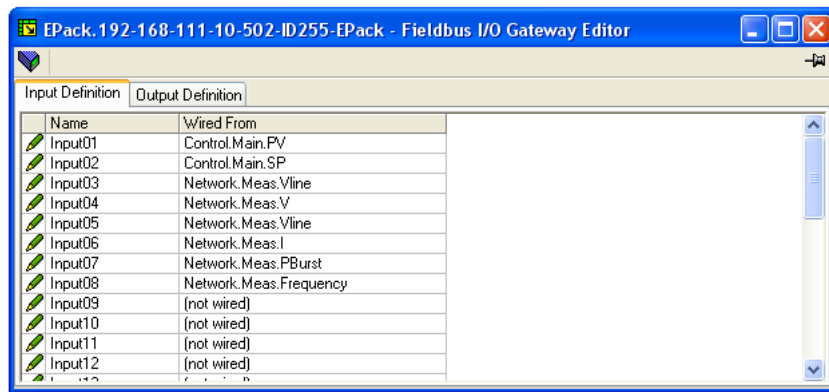 EPack.192-168-111-10-502-ID255-EPack - Fieldbus I/O Gateway Editor
Input Definition Output Definition
Name Wired From
Input01 Control.Main.PV
Input02 Control.Main.SP
Input03 Network.Meas.Vline
Input04 Network.Meas.V
Input05 Network.Meas.Vline
Input06 Network.Meas.I
Input07 Network.Meas.PBurst
Input08 Network.Meas.Frequency
Input09 (not wired)
Input10 (not wired)
Input11 (not wired)
Input12 (not wired)